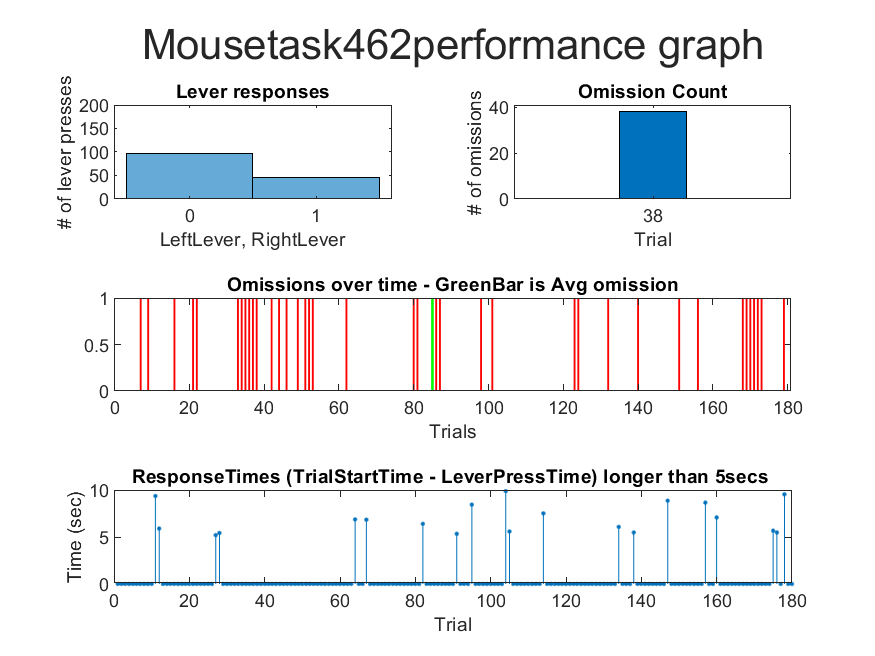 Mousetask462performance graph
Lever responses
# of lever presses
200
150
100
50
0
0 1
LeftLever, RightLever
Omission Count
# of omissions
40
20
0
38
Trial
Omissions over time - GreenBar is Avg omission
1
0.5
0
0 20 40 60 80 100 120 140 160 180
Trials
ResponseTimes (TrialStartTime - LeverPressTime) longer than 5secs
Time (sec)
10
5
0
0 20 40 60 80 100 120 140 160 180
Trial